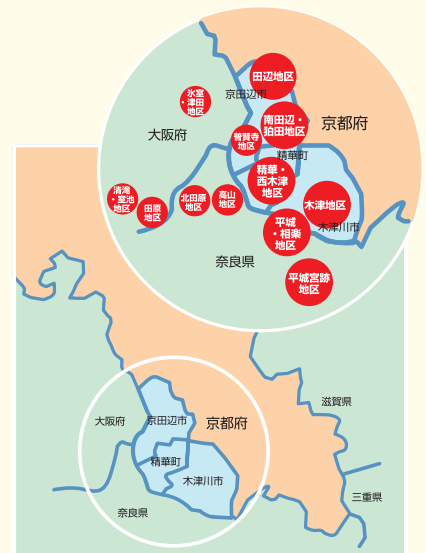 田辺地区
氷室
・津田
地区
京田辺市
南田辺・
狛田地区
京都府
大阪府
普賢寺
地区
精華町
精華・
西木津
地区
清滝
・室池
地区
田原
地区
北田原
地区
高山
地区
木津地区
平城
・相楽
地区
木津川市
奈良県
平城宮跡
地区
滋賀県
大阪府
京田辺市
京都府
精華町
木津川市
三重県
奈良県